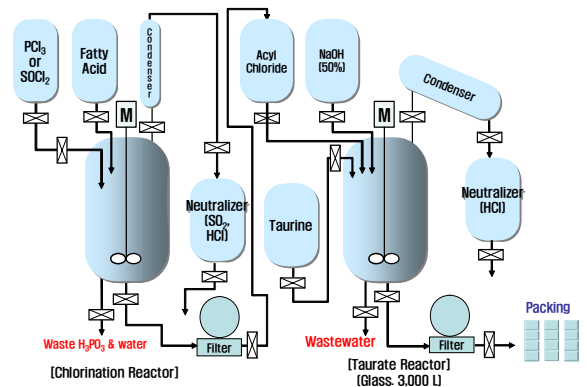 PCl₃
or
SOCl₂
Fatty
Acid
Condenser
M
Acyl
Chloride
NaOH
(50%)
M
Condenser
Neutralizer
(SO₂,
HCl)
Taurine
Neutralizer
(HCl)
Waste H₃PO₃ & water
Filter
[Chlorination Reactor]
Wastewater
Filter
[Taurate Reactor]
(Glass, 3,000 L)
Packing